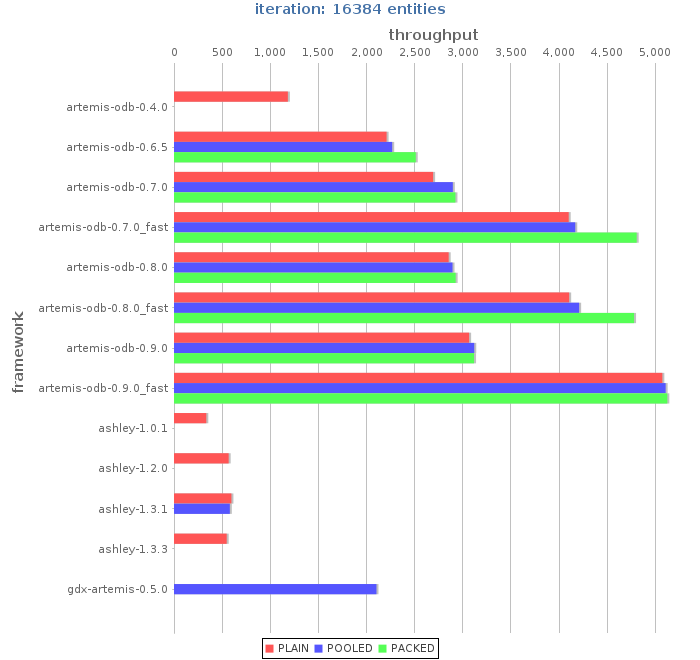 iteration: 16384 entities
throughput
0 500 1,000 1,500 2,000 2,500 3,000 3,500 4,000 4,500 5,000
framework
artemis-odb-0.4.0
artemis-odb-0.6.5
artemis-odb-0.7.0
artemis-odb-0.7.0_fast
artemis-odb-0.8.0
artemis-odb-0.8.0_fast
artemis-odb-0.9.0
artemis-odb-0.9.0_fast
ashley-1.0.1
ashley-1.2.0
ashley-1.3.1
ashley-1.3.3
gdx-artemis-0.5.0
PLAIN POOLED PACKED